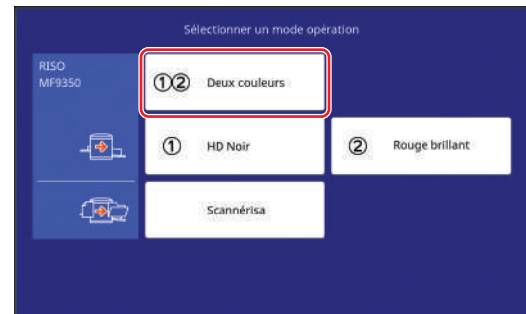 Sélectionner un mode opération
RISO
MF9350
①② Deux couleurs
① HD Noir
② Rouge brillant
Scannérisa